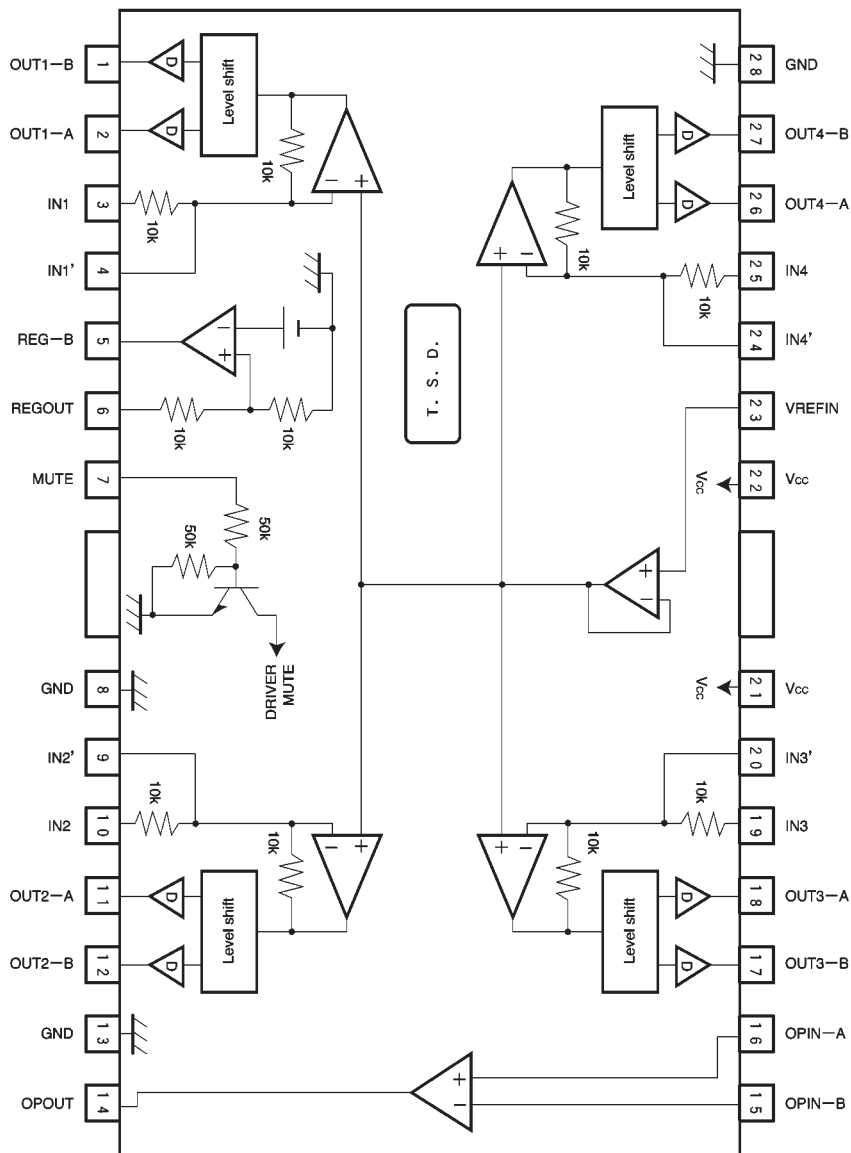 OUT1-B
1
D
OUT1-A
2
D
Level shift
10k
− +
IN1
3
10k
IN1'
4
REG-B
5
−
+
REGOUT
6
10k
10k
MUTE
7
50k
50k
DRIVER
MUTE
GND
8
IN2'
9
10k
IN2
10
10k
− +
OUT2-A
11
D
Level shift
OUT2-B
12
D
GND
13
OPOUT
14
+
−
T. S. D.
28
GND
27
OUT4-B
D
Level shift
26
OUT4-A
D
10k
+ −
25
IN4
10k
24
IN4'
23
VREFIN
22
Vcc
Vcc
+
−
21
Vcc
Vcc
20
IN3'
10k
19
IN3
10k
+ −
18
OUT3-A
D
Level shift
17
OUT3-B
D
16
OPIN-A
15
OPIN-B